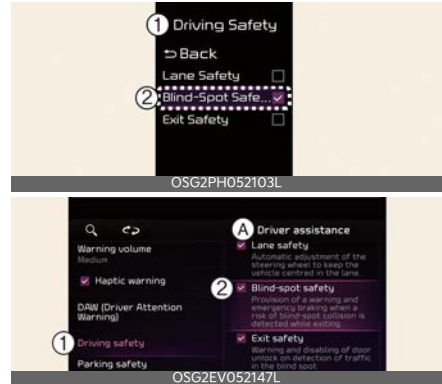 ① Driving Safety
⮌ Back
Lane Safety
② Blind-Spot Safe...
Exit Safety
OSG2PH052103L
Warning volume
Medium
Haptic warning
DAW (Driver Attention
Warning)
① Driving safety
Parking safety
Ⓐ Driver assistance
Lane safety
Automatic adjustment of the
steering wheel to keep the
vehicle centred in the lane.
② Blind-spot safety
Provision of a warning and
emergency braking when a
risk of blind-spot collision is
detected while exiting.
Exit safety
Warning and disabling of door
unlock on detection of traffic
in the blind spot
OSG2EV052147L